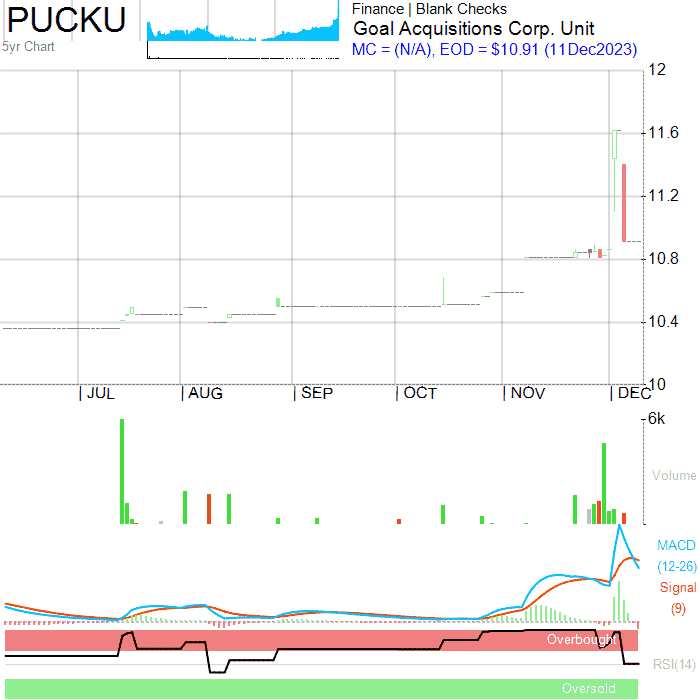 PUCKU
5yr Chart
Finance | Blank Checks
Goal Acquisitions Corp. Unit
MC = (N/A), EOD = $10.91 (11Dec2023)
12
11.6
11.2
10.8
10.4
10
| JUL | AUG | SEP | OCT | NOV | DEC
6k
Volume
MACD
(12-26)
Signal
(9)
Overbought
RSI(14)
Oversold